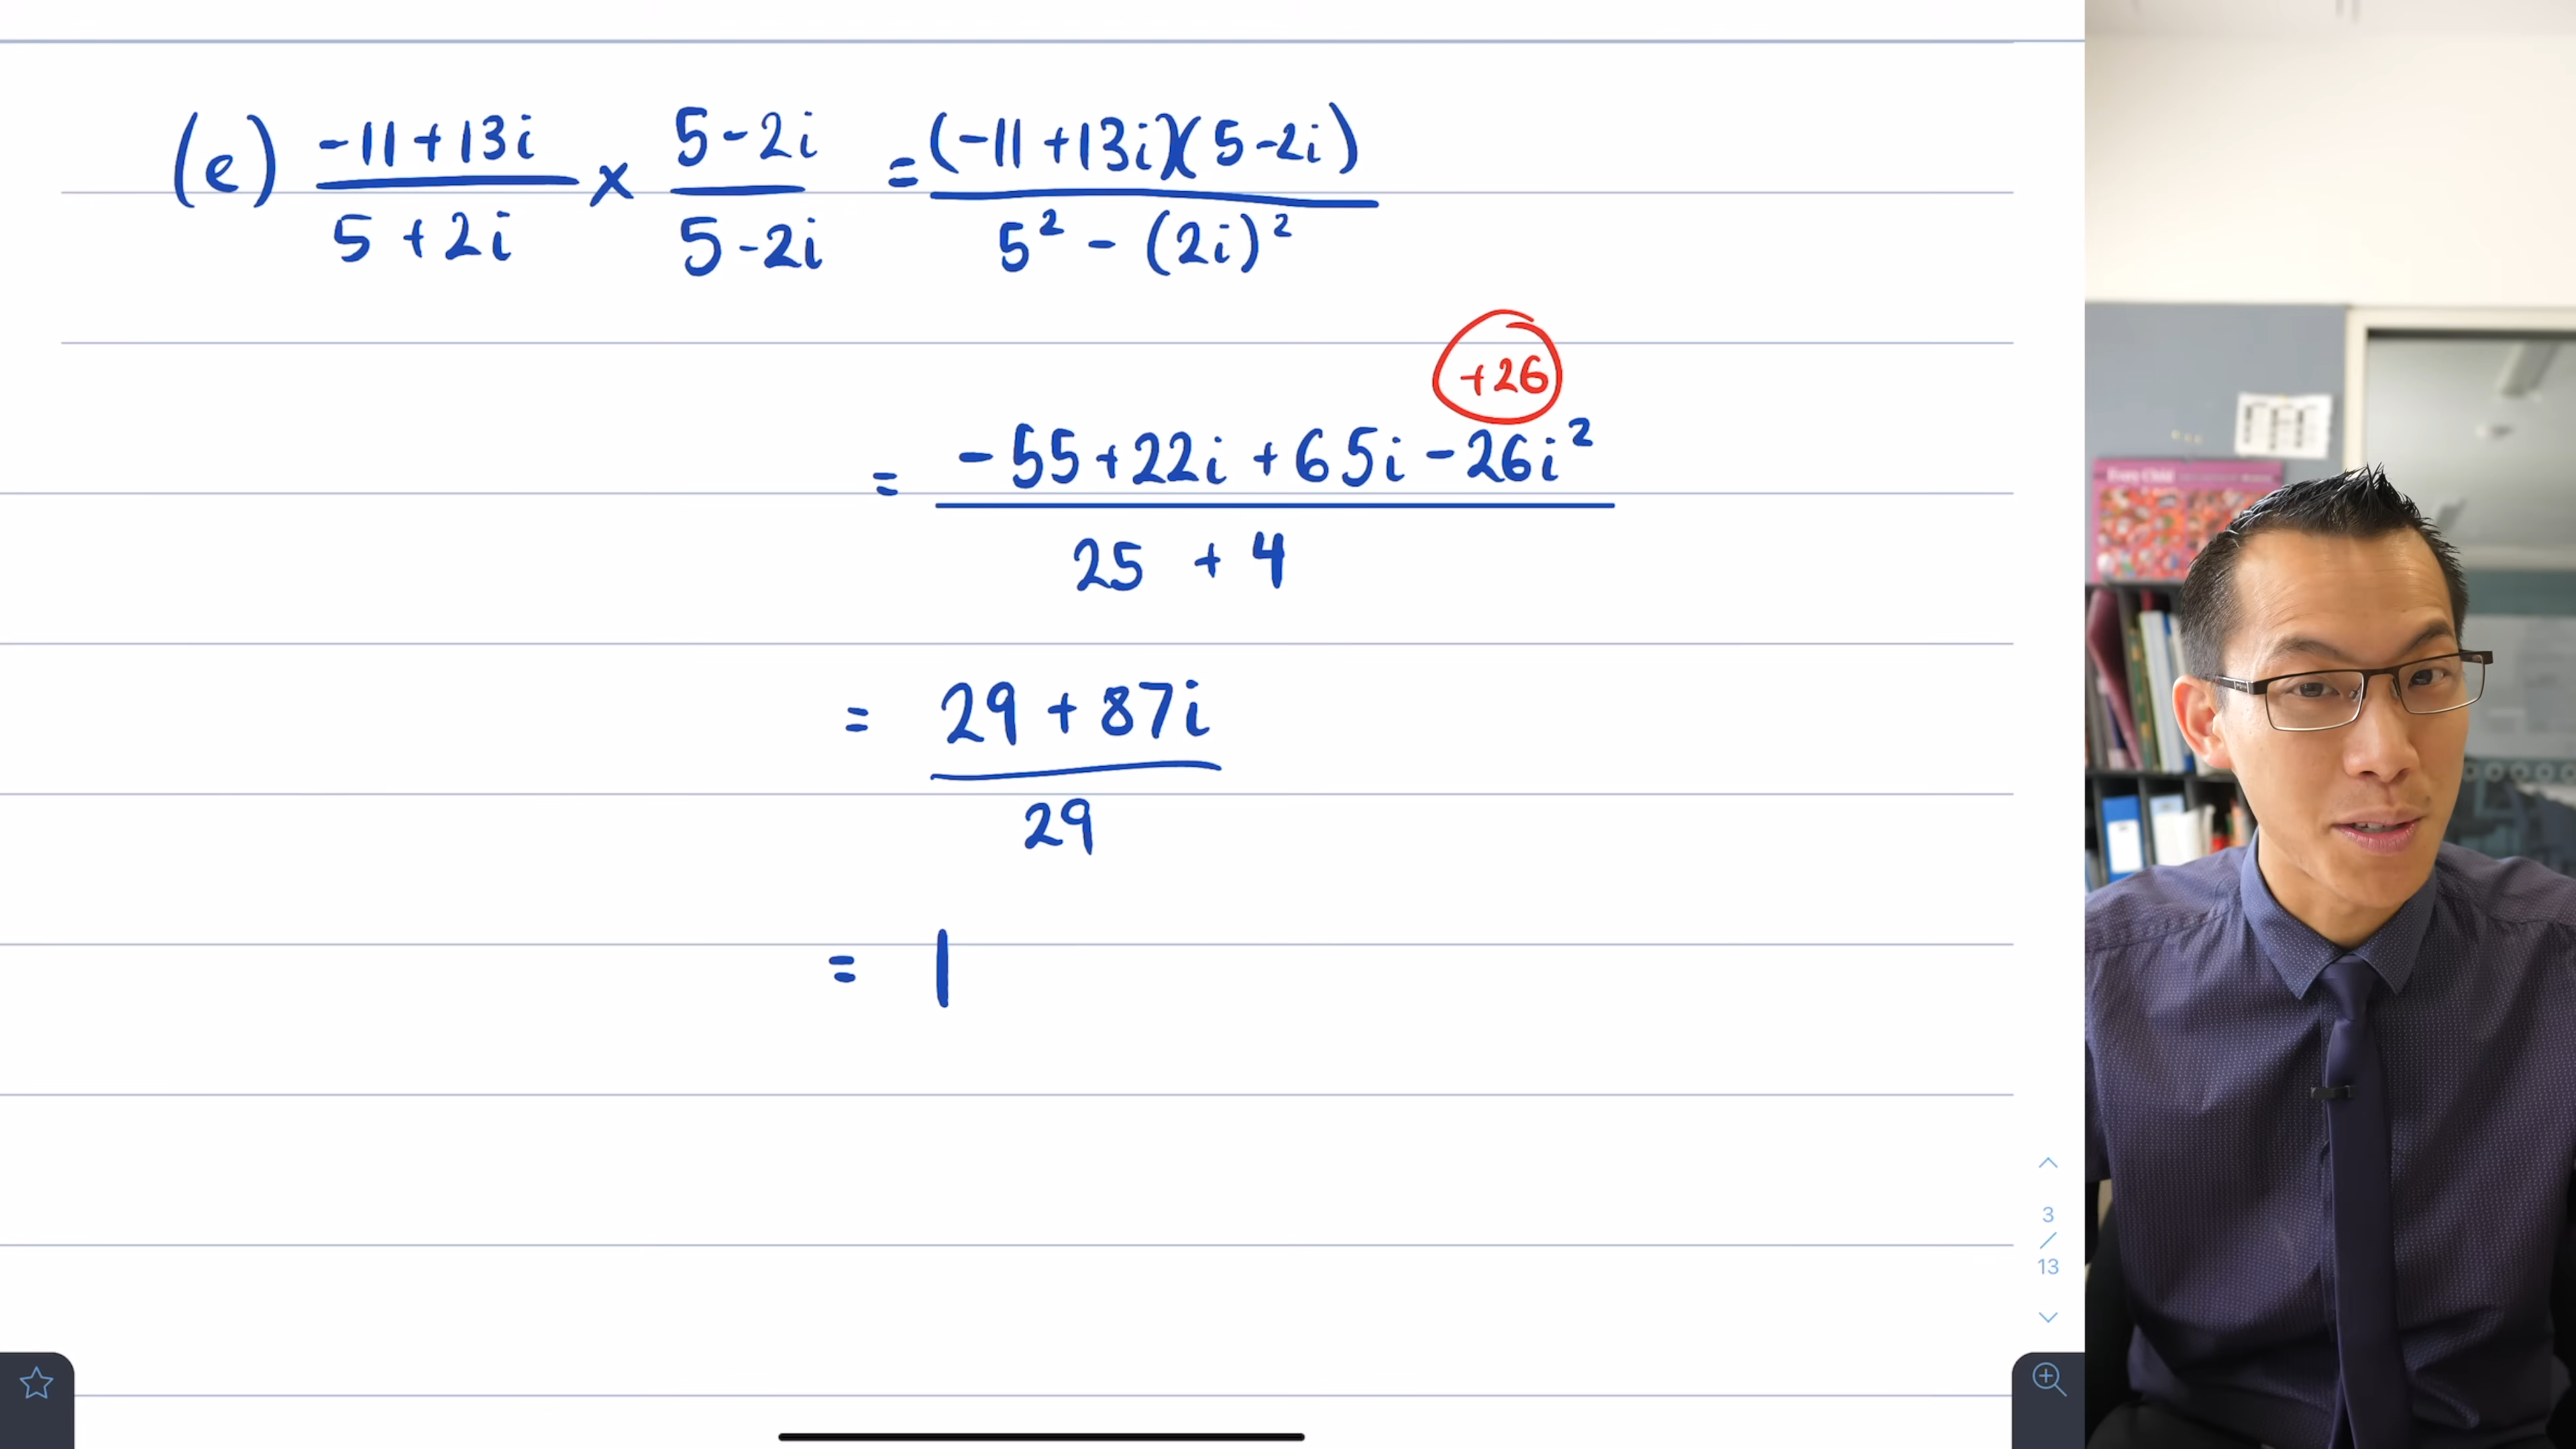 (e) -11+13i / 5+2i × 5-2i / 5-2i = (-11+13i)(5-2i) / 5² - (2i)²
+26
= -55+22i+65i-26i² / 25 + 4
= 29+87i / 29
= 1
3
/
13